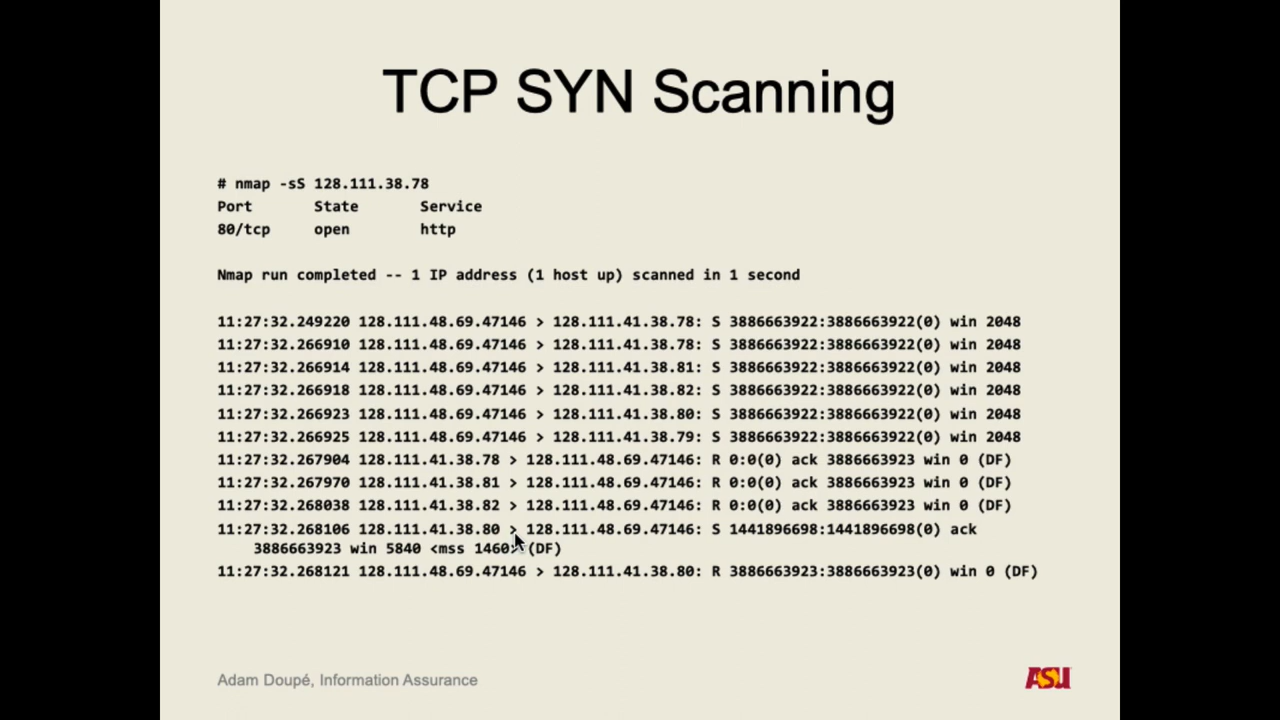 TCP SYN Scanning
# nmap -sS 128.111.38.78
Port State Service
80/tcp open http
Nmap run completed -- 1 IP address (1 host up) scanned in 1 second
11:27:32.249220 128.111.48.69.47146 > 128.111.41.38.78: S 3886663922:3886663922(0) win 2048
11:27:32.266910 128.111.48.69.47146 > 128.111.41.38.78: S 3886663922:3886663922(0) win 2048
11:27:32.266914 128.111.48.69.47146 > 128.111.41.38.81: S 3886663922:3886663922(0) win 2048
11:27:32.266918 128.111.48.69.47146 > 128.111.41.38.82: S 3886663922:3886663922(0) win 2048
11:27:32.266923 128.111.48.69.47146 > 128.111.41.38.80: S 3886663922:3886663922(0) win 2048
11:27:32.266925 128.111.48.69.47146 > 128.111.41.38.79: S 3886663922:3886663922(0) win 2048
11:27:32.267904 128.111.41.38.78 > 128.111.48.69.47146: R 0:0(0) ack 3886663923 win 0 (DF)
11:27:32.267970 128.111.41.38.81 > 128.111.48.69.47146: R 0:0(0) ack 3886663923 win 0 (DF)
11:27:32.268038 128.111.41.38.82 > 128.111.48.69.47146: R 0:0(0) ack 3886663923 win 0 (DF)
11:27:32.268106 128.111.41.38.80 > 128.111.48.69.47146: S 1441896698:1441896698(0) ack
3886663923 win 5840 <mss 1460> (DF)
11:27:32.268121 128.111.48.69.47146 > 128.111.41.38.80: R 3886663923:3886663923(0) win 0 (DF)
Adam Doupé, Information Assurance
ASU